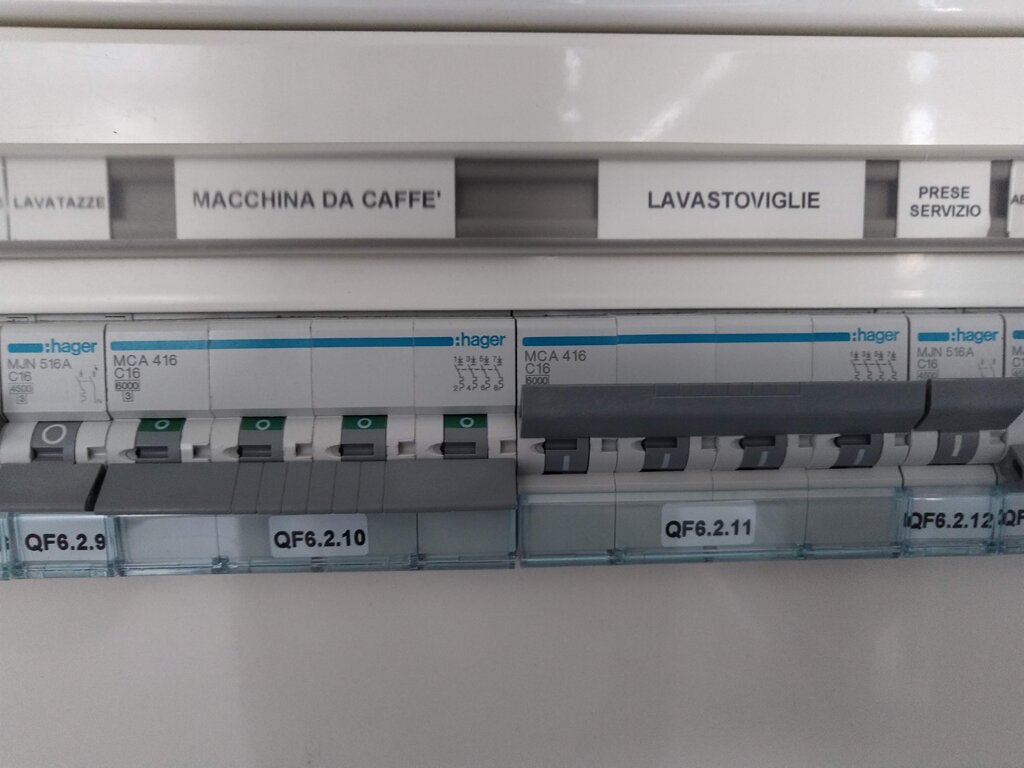 LAVATAZZE
MACCHINA DA CAFFE'
LAVASTOVIGLIE
PRESE
SERVIZIO
:hager
MJN 516A
C16
4500
3
:hager
MCA 416
C16
6000
3
:hager
MCA 416
C16
6000
:hager
MJN 516A
C16
4500
QF6.2.9
QF6.2.10
QF6.2.11
QF6.2.12